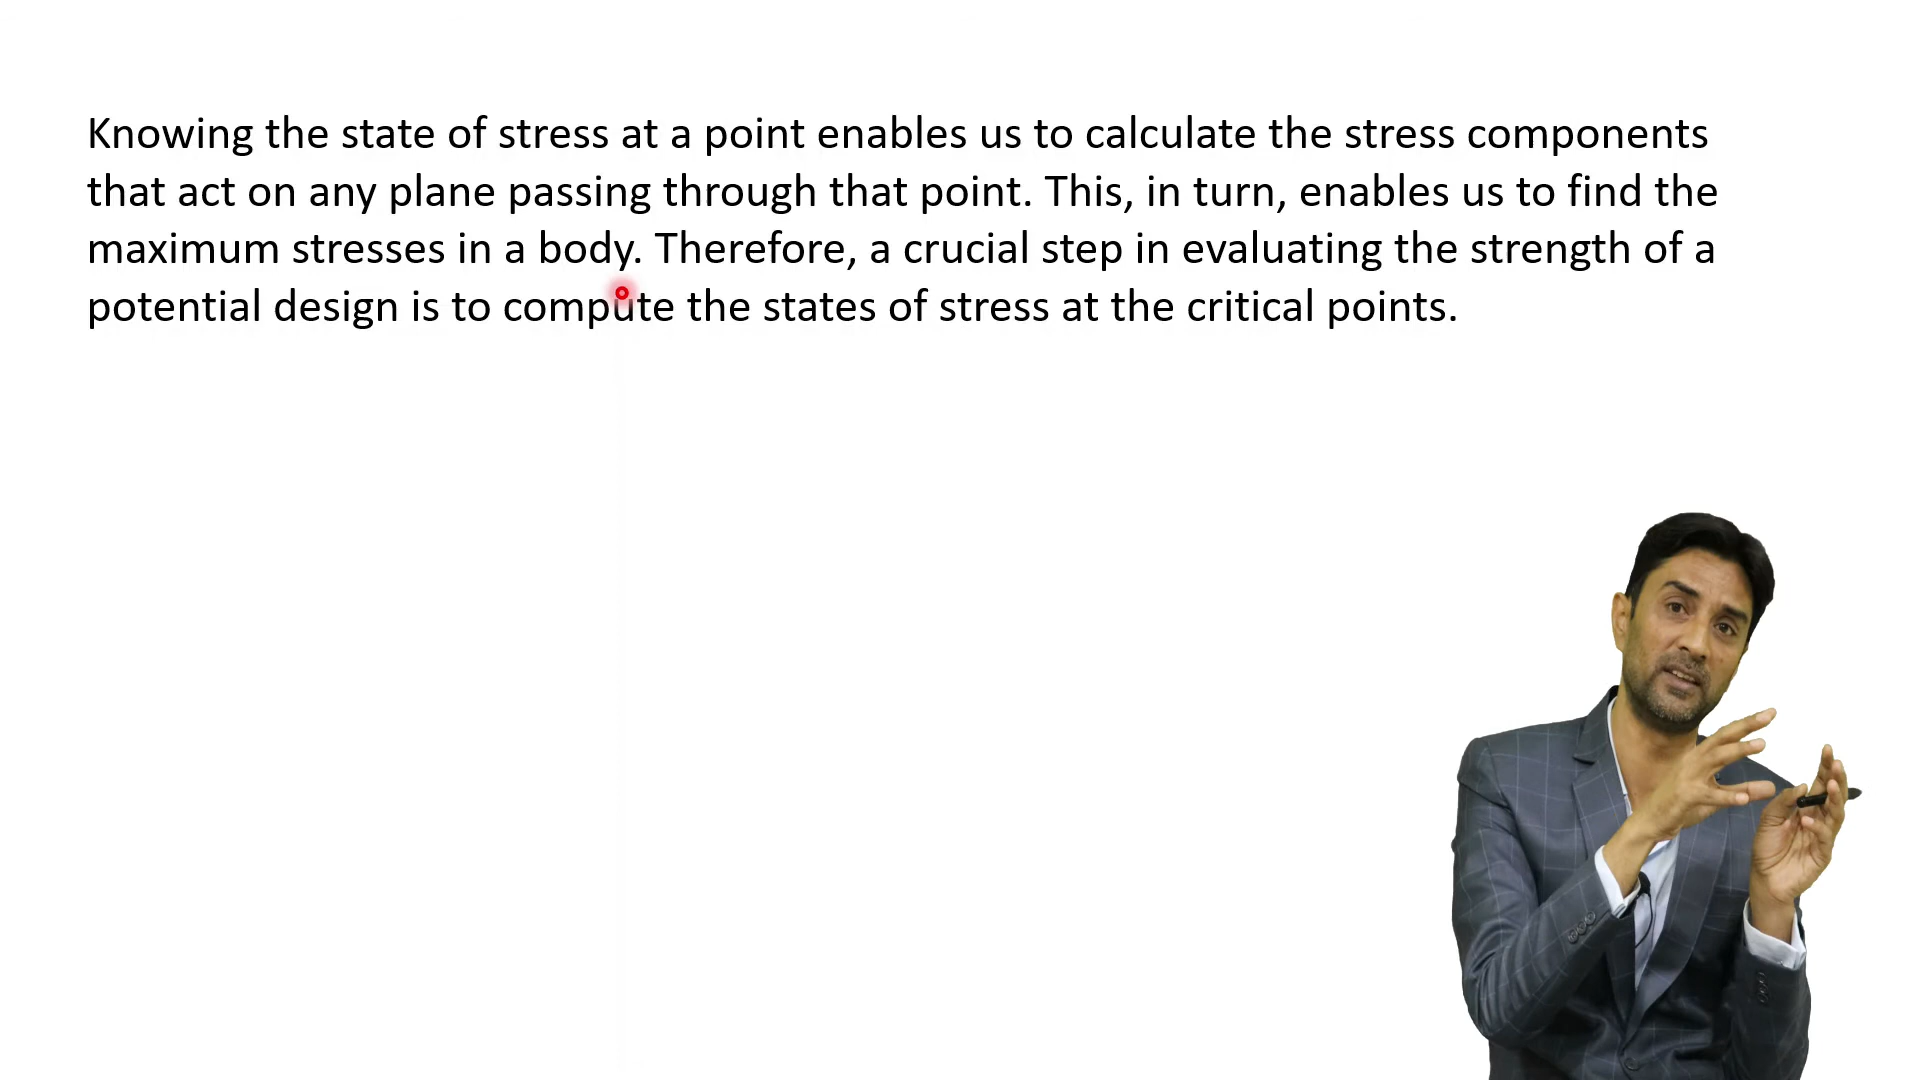 Knowing the state of stress at a point enables us to calculate the stress components
that act on any plane passing through that point. This, in turn, enables us to find the
maximum stresses in a body. Therefore, a crucial step in evaluating the strength of a
potential design is to compute the states of stress at the critical points.